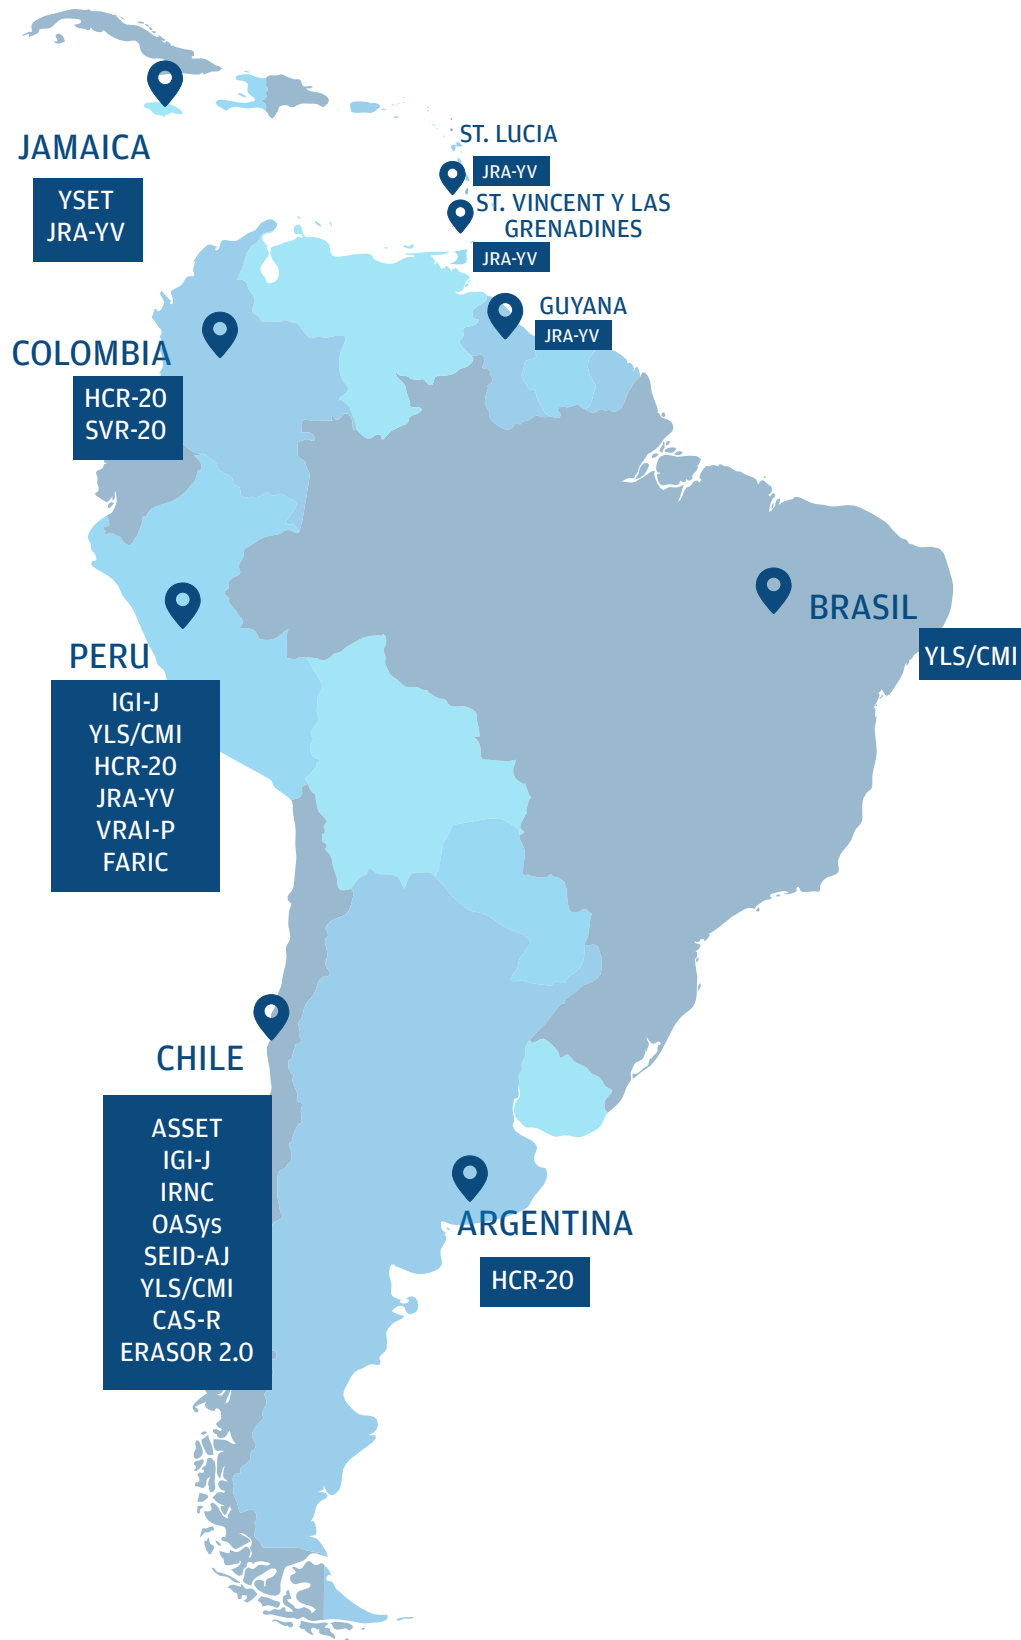 JAMAICA
YSET
JRA-YV
ST. LUCIA
JRA-YV
ST. VINCENT Y LAS
GRENADINES
JRA-YV
GUYANA
JRA-YV
COLOMBIA
HCR-20
SVR-20
BRASIL
YLS/CMI
PERU
IGI-J
YLS/CMI
HCR-20
JRA-YV
VRAI-P
FARIC
CHILE
ASSET
IGI-J
IRNC
OASys
SEID-AJ
YLS/CMI
CAS-R
ERASOR 2.0
ARGENTINA
HCR-20